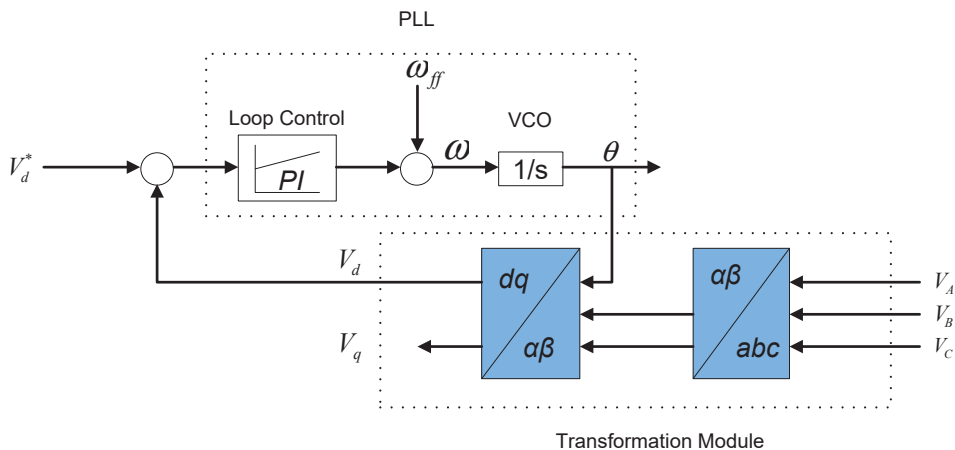 PLL
ω_ff
Loop Control
VCO
V_d^*
PI
ω
1/s
θ
V_d
dq
αβ
V_A
V_B
V_q
αβ
abc
V_C
Transformation Module